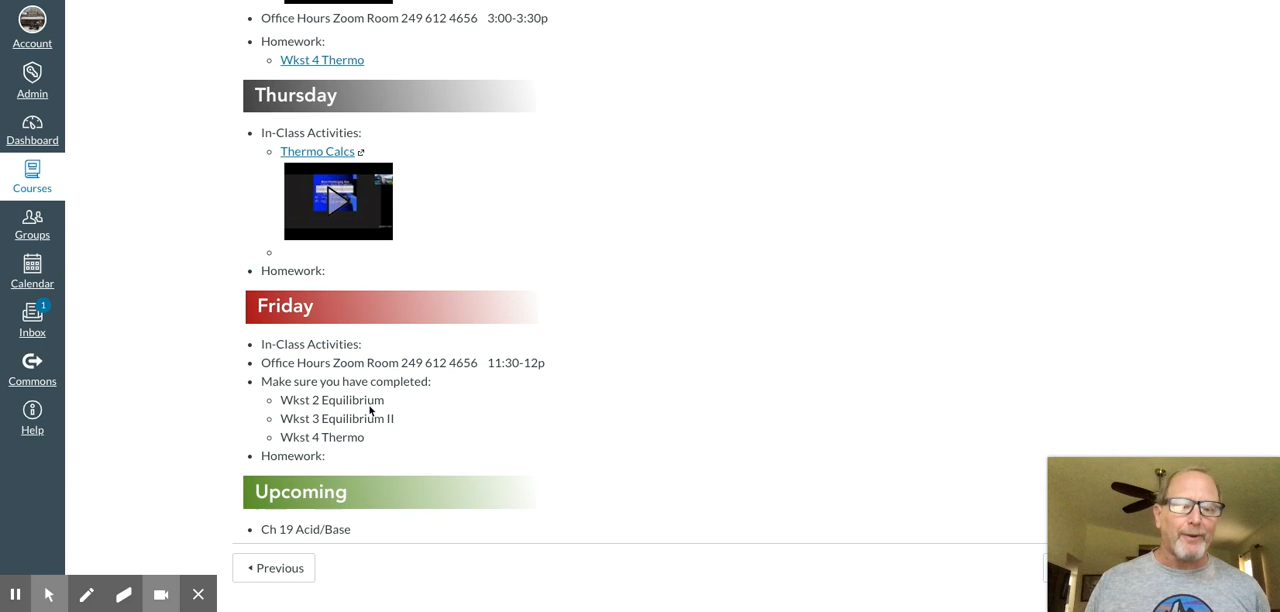 Office Hours Zoom Room 249 612 4656 3:00-3:30p
Homework:
Wkst 4 Thermo
Thursday
In-Class Activities:
Thermo Calcs
Homework:
Friday
In-Class Activities:
Office Hours Zoom Room 249 612 4656 11:30-12p
Make sure you have completed:
Wkst 2 Equilibrium
Wkst 3 Equilibrium II
Wkst 4 Thermo
Homework:
Upcoming
Ch 19 Acid/Base
Previous
Account
Admin
Dashboard
Courses
Groups
Calendar
1
Inbox
Commons
Help